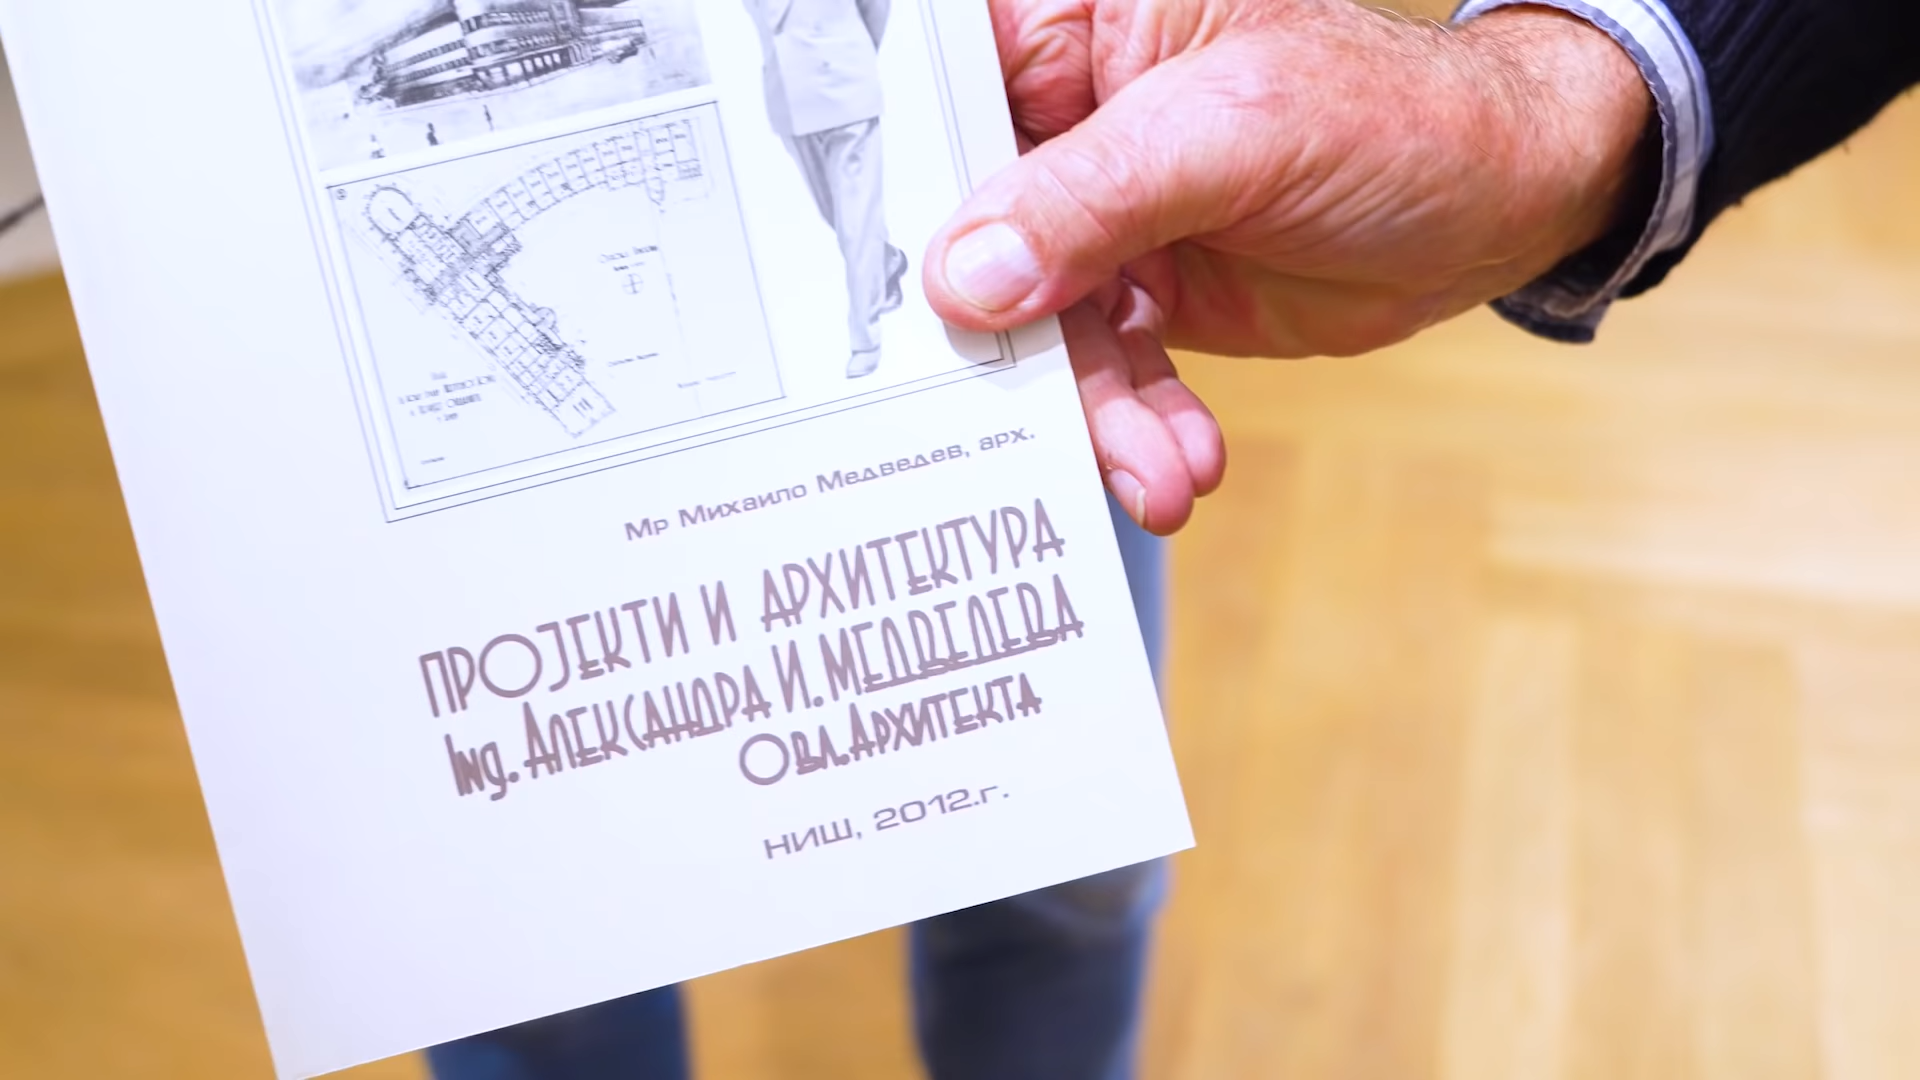 Мр Михаило Медведев, арх.
ПРОЈЕКТИ И АРХИТЕКТУРА
Ing. АЛЕКСАНДРА И. МЕДВЕДЕВА
ОВЛ. АРХИТЕКТА
НИШ, 2012.г.